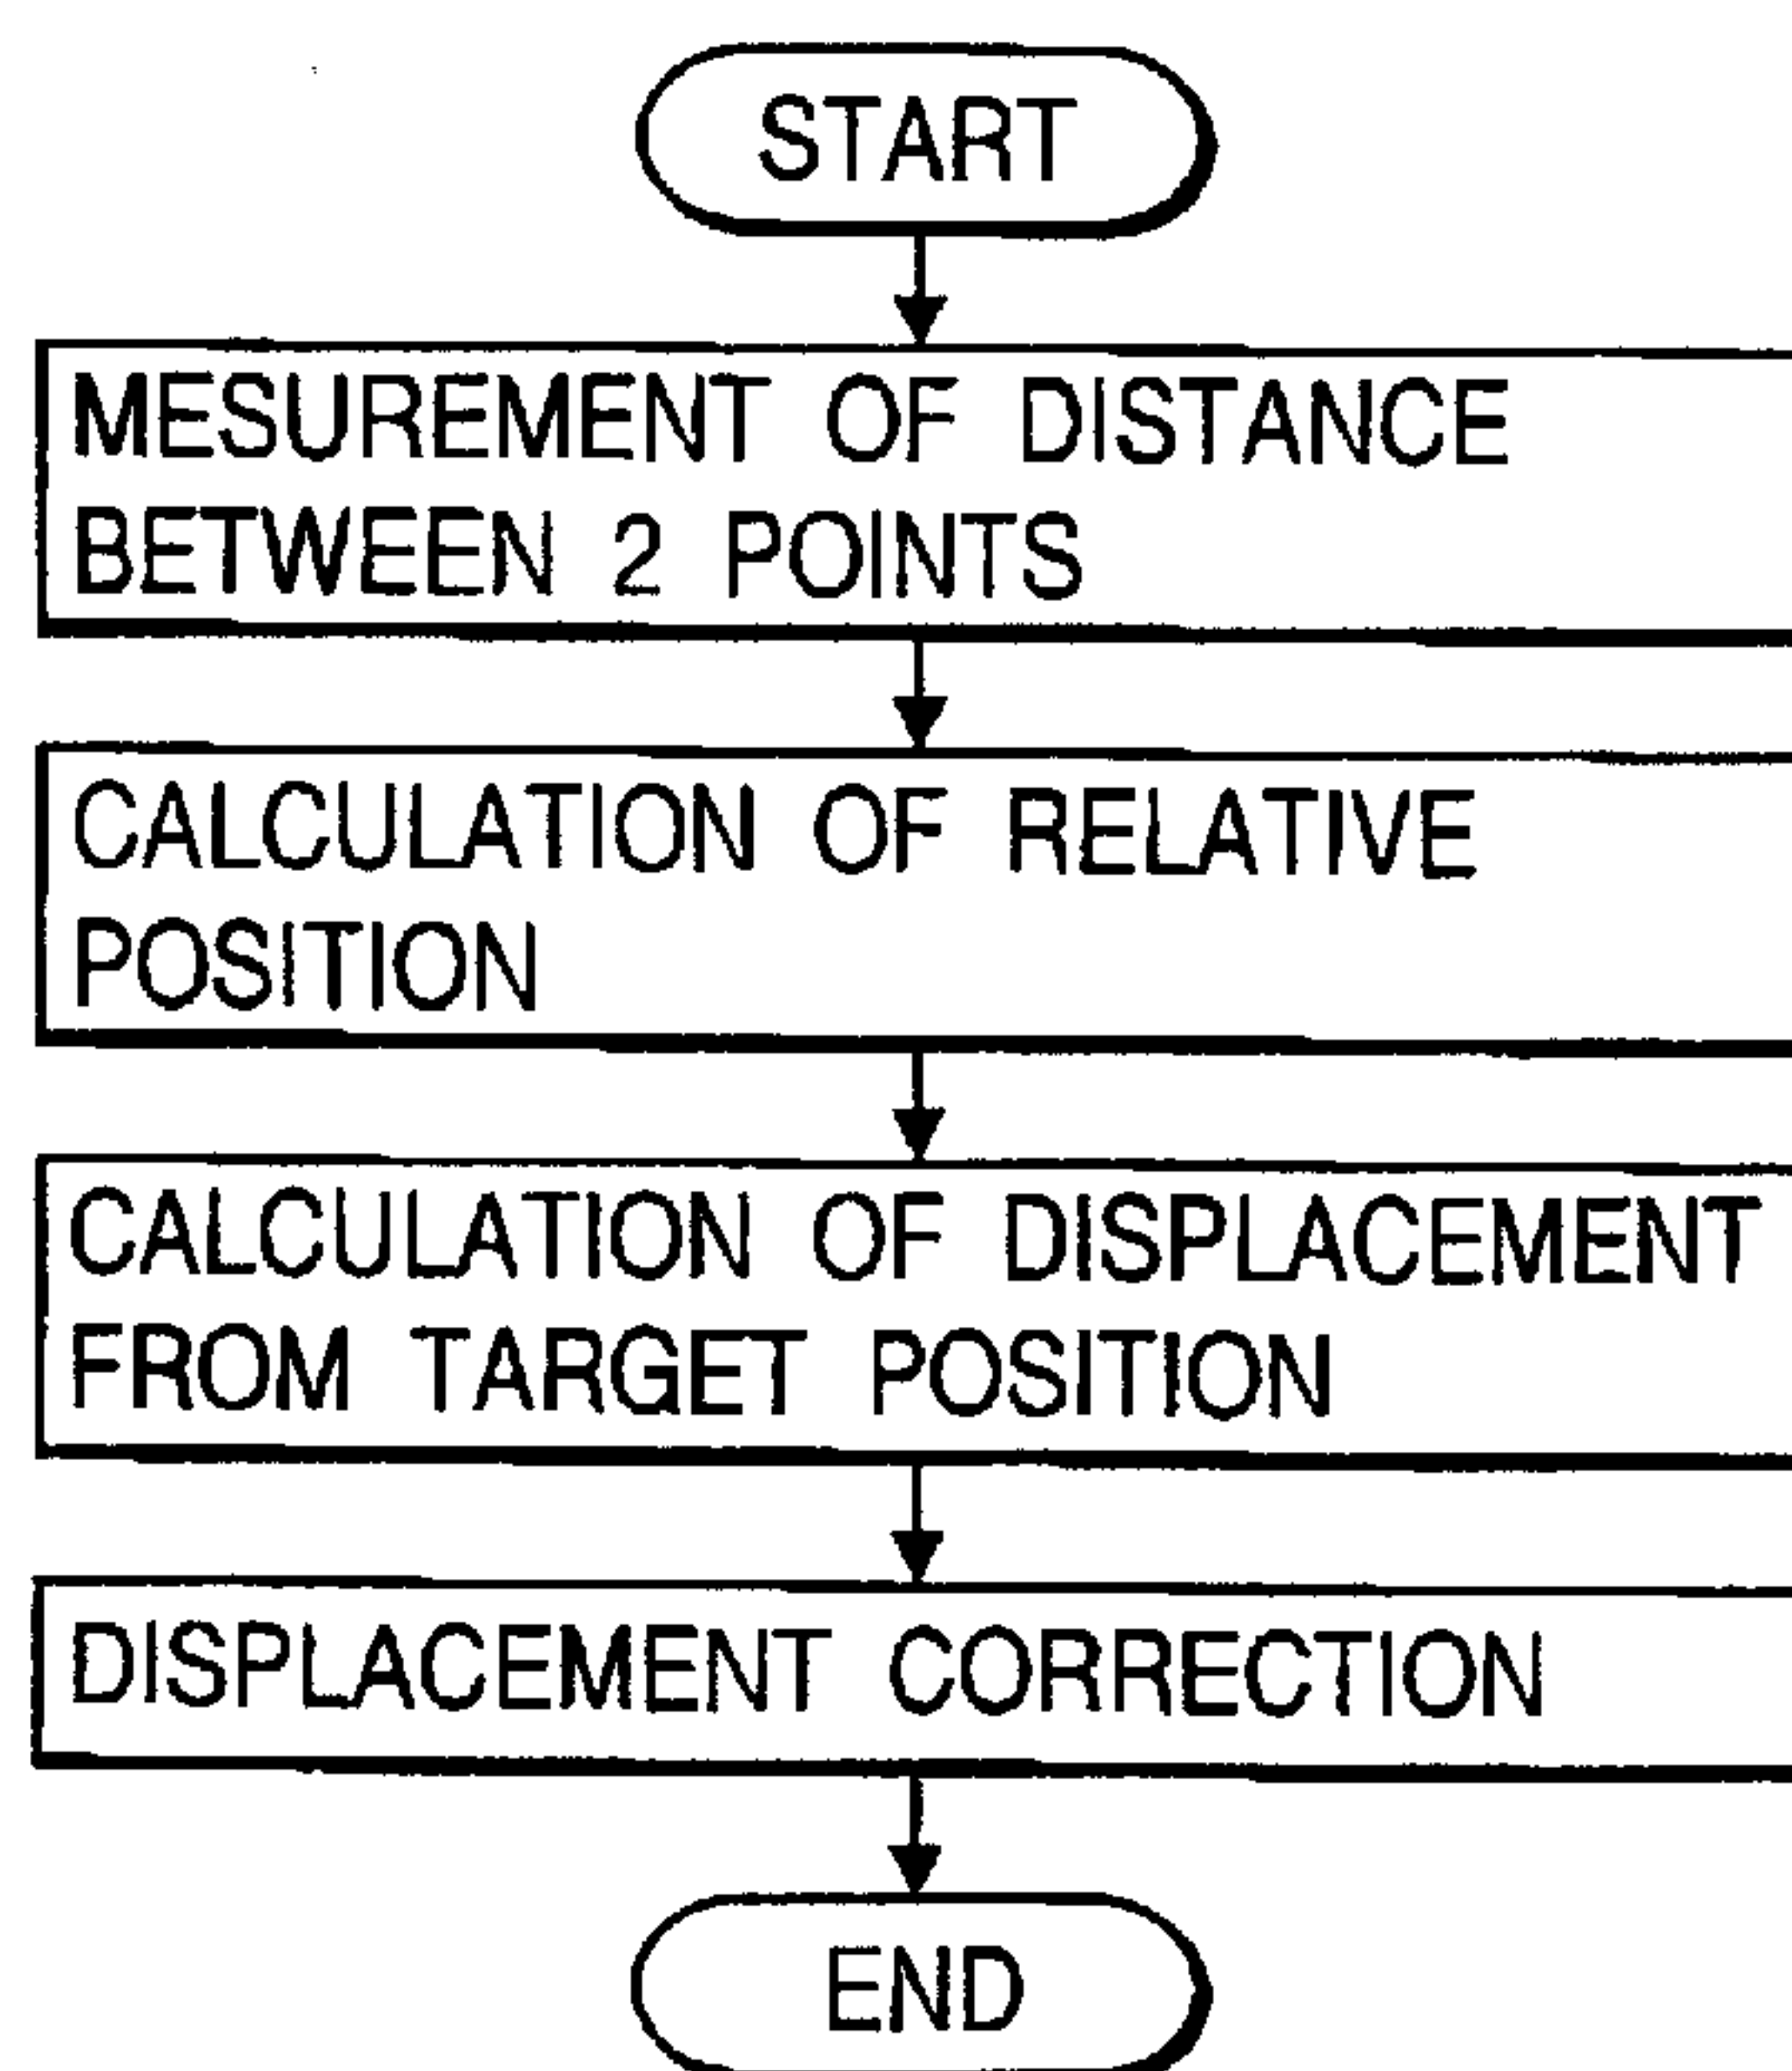 START
MESUREMENT OF DISTANCE
BETWEEN 2 POINTS
CALCULATION OF RELATIVE
POSITION
CALCULATION OF DISPLACEMENT
FROM TARGET POSITION
DISPLACEMENT CORRECTION
END